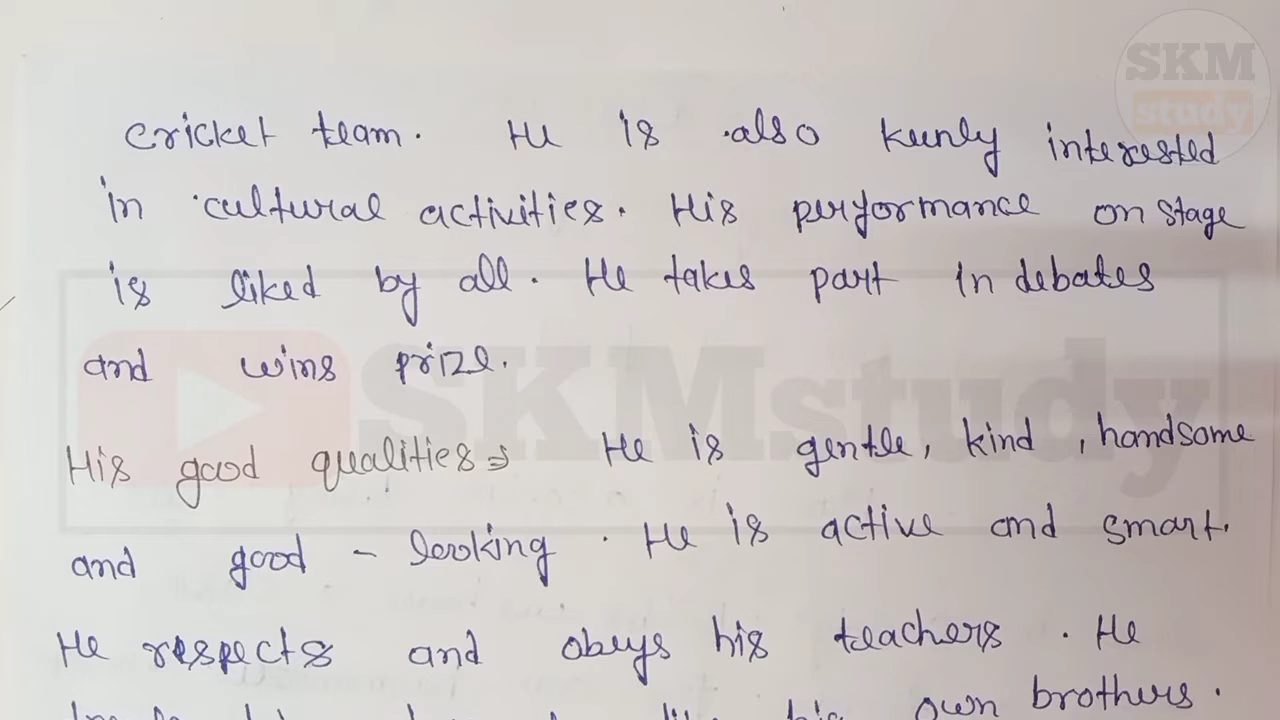 SKM
study
cricket team. He is also keenly interested
in cultural activities. His performance on stage
is liked by all. He takes part in debates
and wins prize.
SKMstudy
His good qualities⇒ He is gentle, kind, handsome
and good - looking. He is active and smart.
He respects and obeys his teachers. He
own brothers.